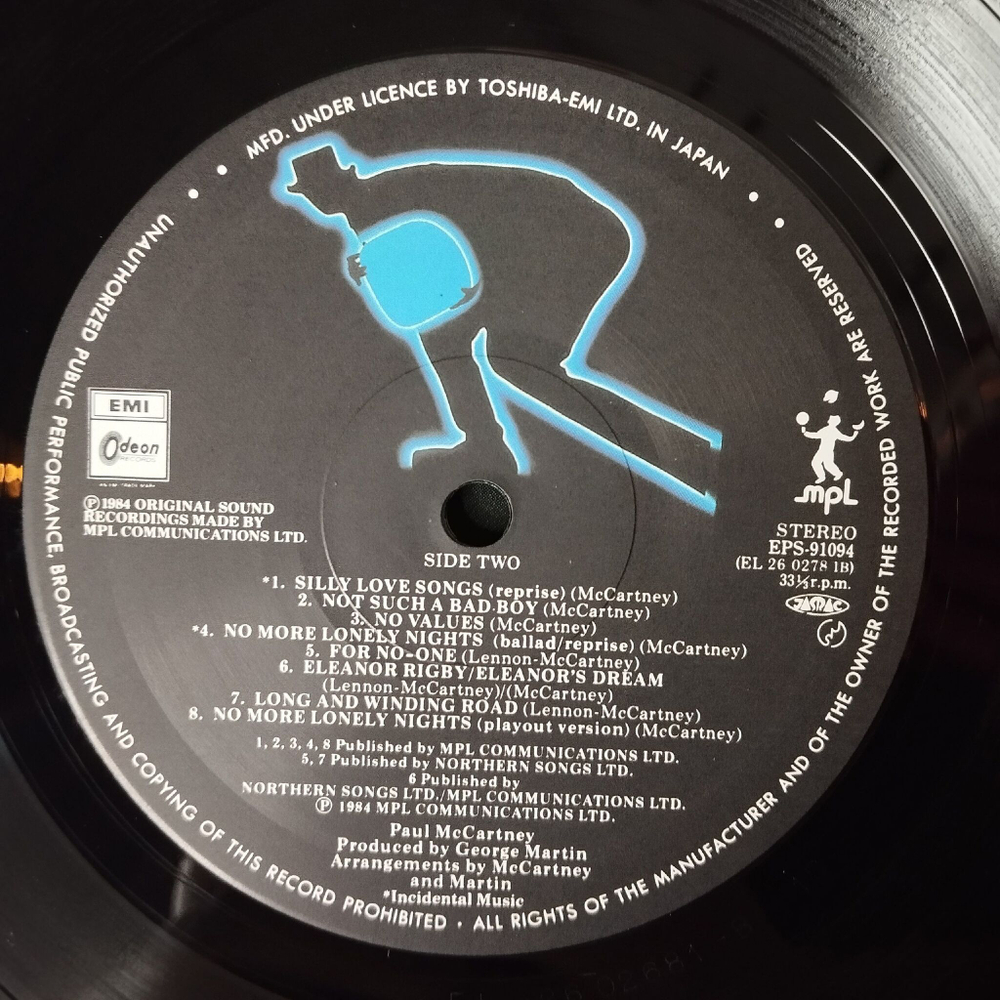 MFD. UNDER LICENCE BY TOSHIBA-EMI LTD. IN JAPAN
UNAUTHORIZED PUBLIC PERFORMANCE, BROADCASTING AND COPYING OF THIS RECORD PROHIBITED • ALL RIGHTS OF THE MANUFACTURER AND OF THE OWNER OF THE RECORDED WORK ARE RESERVED
EMI
Odeon
mpl
℗ 1984 ORIGINAL SOUND
RECORDINGS MADE BY
MPL COMMUNICATIONS LTD.
STEREO
EPS-91094
(EL 26 0278 1B)
33⅓ r.p.m.
JASRAC
SIDE TWO
*1. SILLY LOVE SONGS (reprise) (McCartney)
2. NOT SUCH A BAD BOY (McCartney)
3. NO VALUES (McCartney)
*4. NO MORE LONELY NIGHTS (ballad/reprise) (McCartney)
5. FOR NO-ONE (Lennon-McCartney)
6. ELEANOR RIGBY/ELEANOR'S DREAM
(Lennon-McCartney)/(McCartney)
7. LONG AND WINDING ROAD (Lennon-McCartney)
8. NO MORE LONELY NIGHTS (playout version) (McCartney)
1, 2, 3, 4, 8 Published by MPL COMMUNICATIONS LTD.
5, 7 Published by NORTHERN SONGS LTD.
6 Published by
NORTHERN SONGS LTD./MPL COMMUNICATIONS LTD.
℗ 1984 MPL COMMUNICATIONS LTD.
Paul McCartney
Produced by George Martin
Arrangements by McCartney
and Martin
*Incidental Music